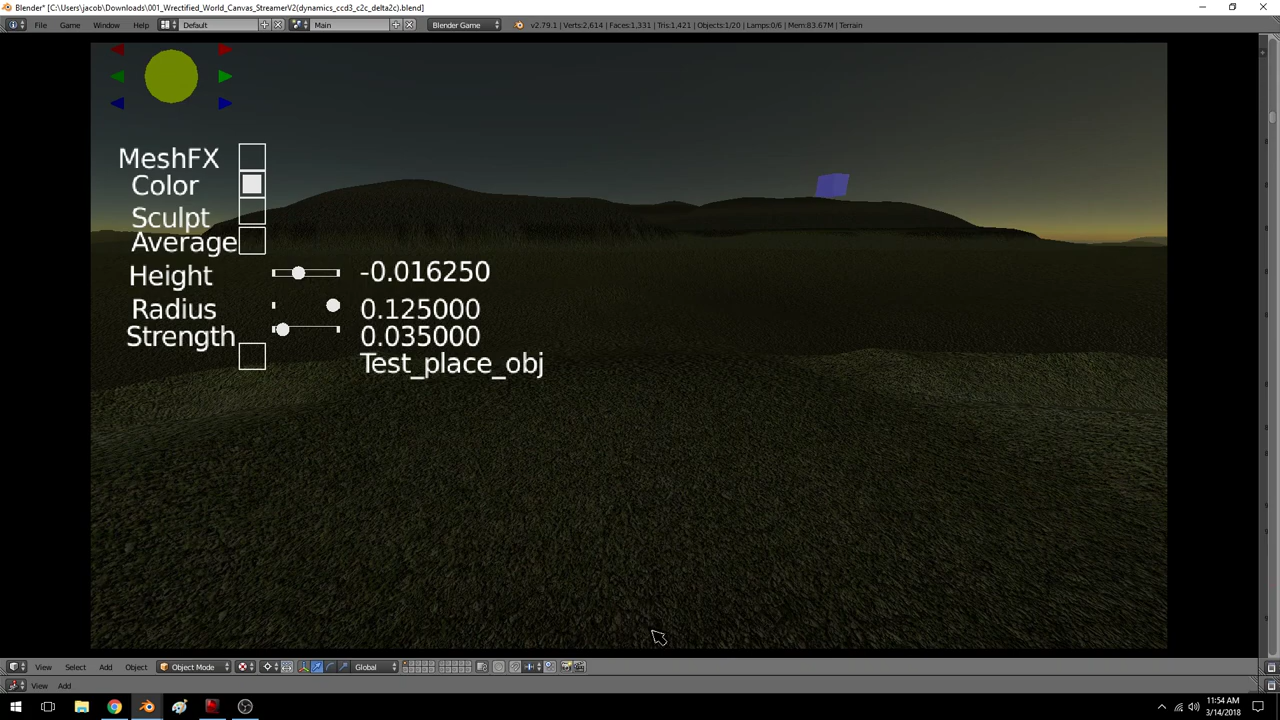 Blender* [C:\Users\jacob\Downloads\001_Wrectified_World_Canvas_StreamerV2(dynamics_ccd3_c2c_delta2c).blend]
File Game Window Help Default Main Blender Game v2.79.1 | Verts:2,614 | Faces:1,331 | Tris:1,421 | Objects:1/20 | Lamps:0/6 | Mem:83.67M | Terrain
MeshFX
Color
Sculpt
Average
Height -0.016250
Radius 0.125000
Strength 0.035000
Test_place_obj
View Select Add Object Object Mode Global
View Add
11:54 AM
3/14/2018